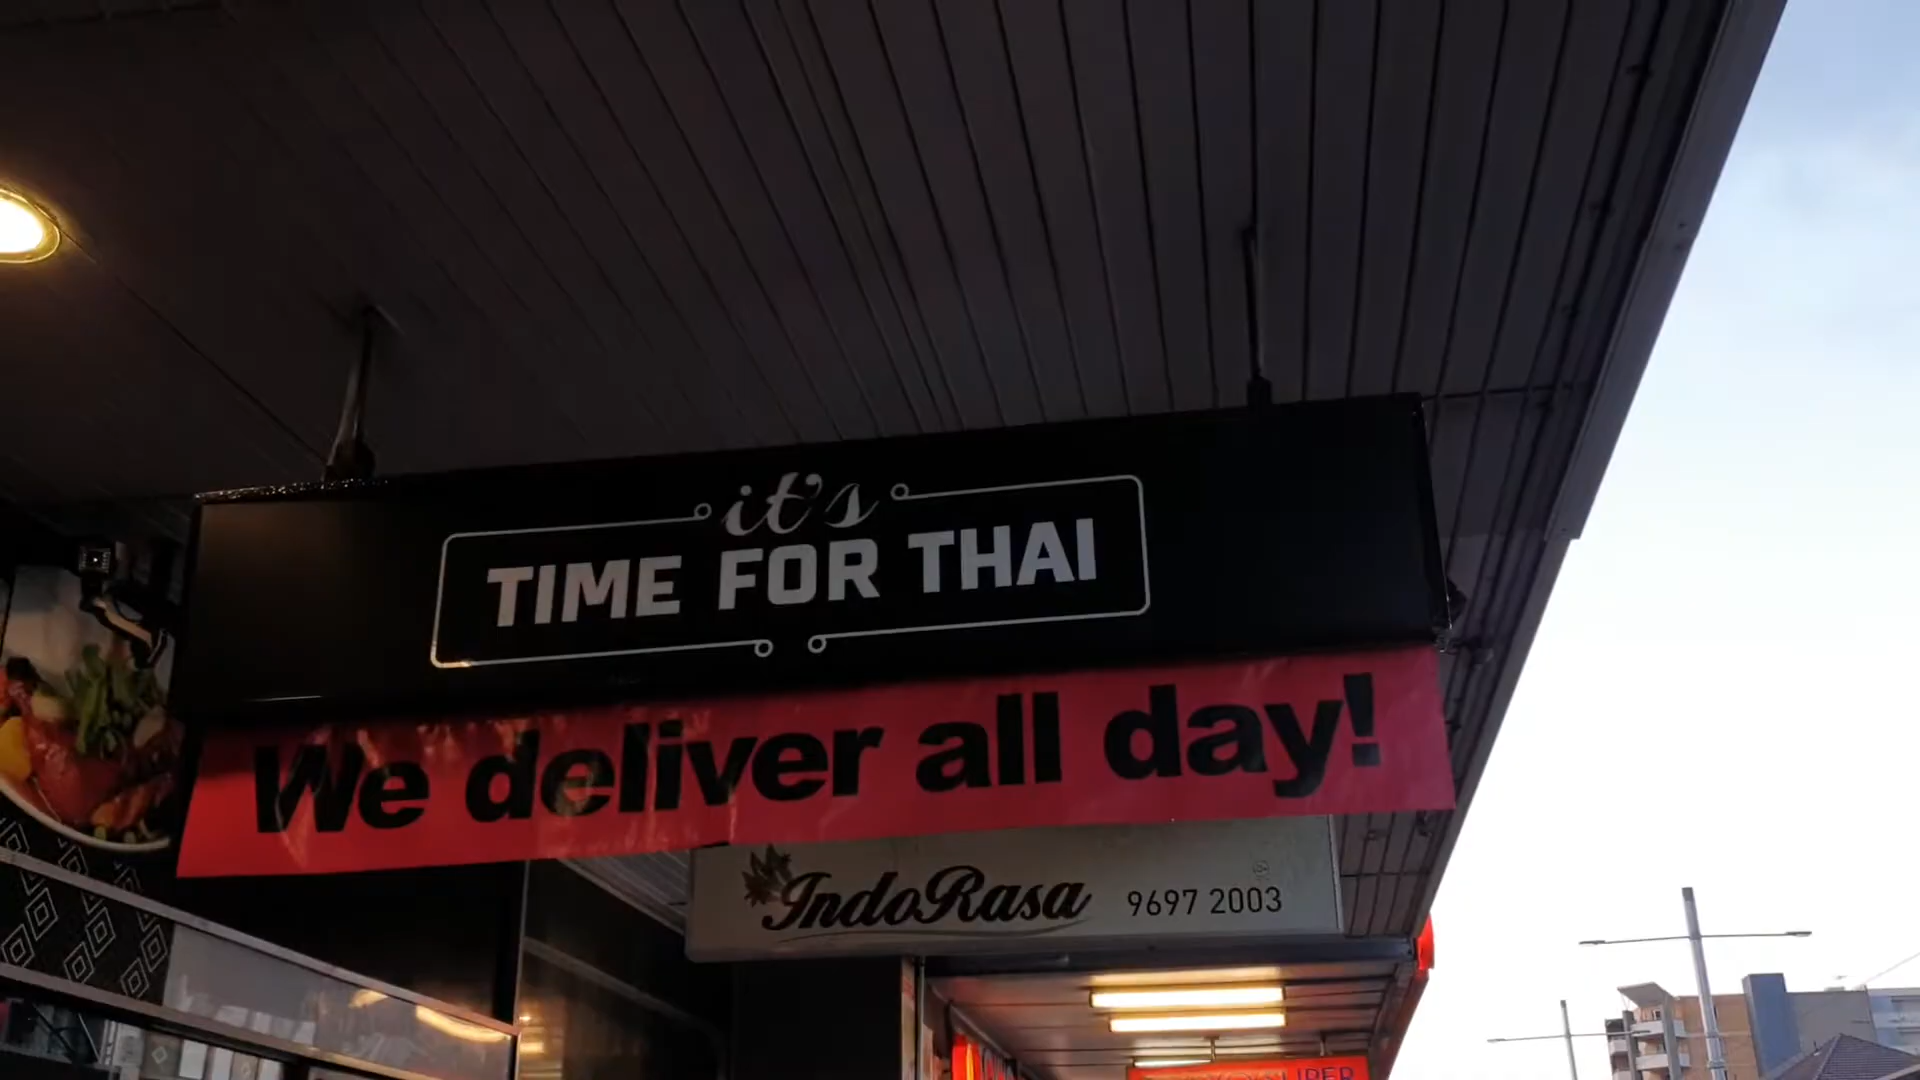 it's
TIME FOR THAI
We deliver all day!
IndoRasa 9697 2003